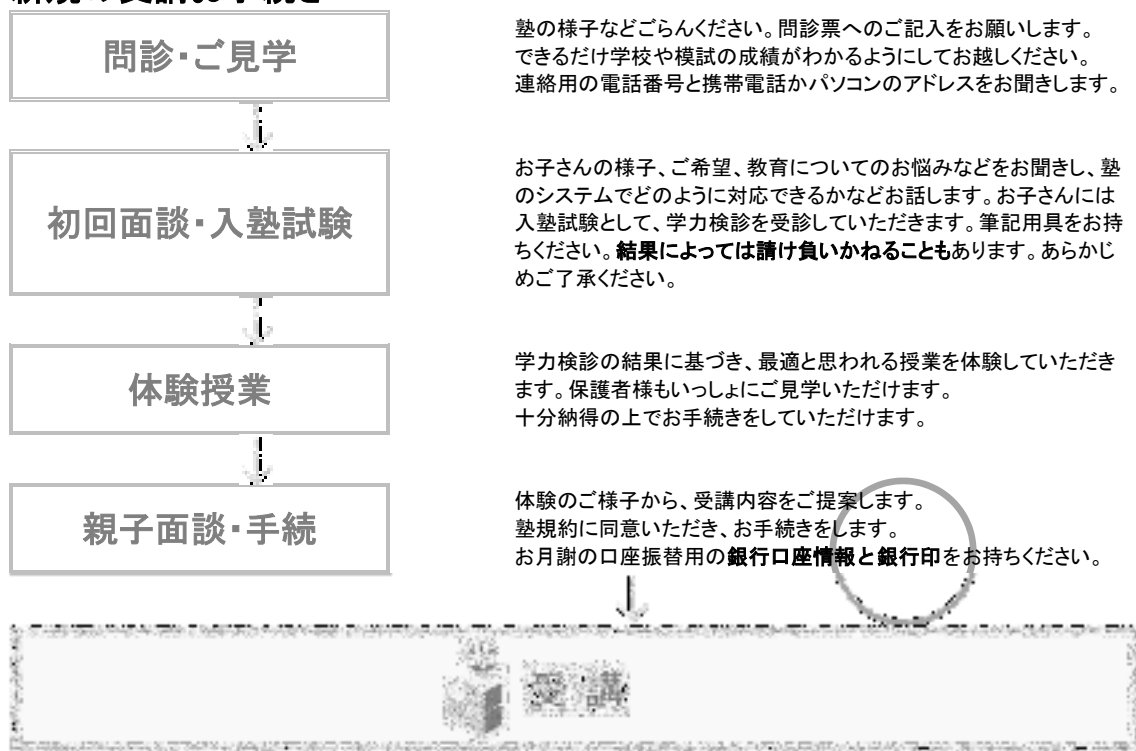 問診・ご見学
塾の様子などごらんください。問診票へのご記入をお願いします。
できるだけ学校や模試の成績がわかるようにしてお越しください。
連絡用の電話番号と携帯電話かパソコンのアドレスをお聞きします。
初回面談・入塾試験
お子さんの様子、ご希望、教育についてのお悩みなどをお聞きし、塾
のシステムでどのように対応できるかなどお話します。お子さんには
入塾試験として、学力検診を受診していただきます。筆記用具をお持
ちください。結果によっては請け負いかねることもあります。あらかじ
めご了承ください。
体験授業
学力検診の結果に基づき、最適と思われる授業を体験していただき
ます。保護者様もいっしょにご見学いただけます。
十分納得の上でお手続きをしていただけます。
親子面談・手続
体験のご様子から、受講内容をご提案します。
塾規約に同意いただき、お手続きをします。
お月謝の口座振替用の銀行口座情報と銀行印をお持ちください。
受講